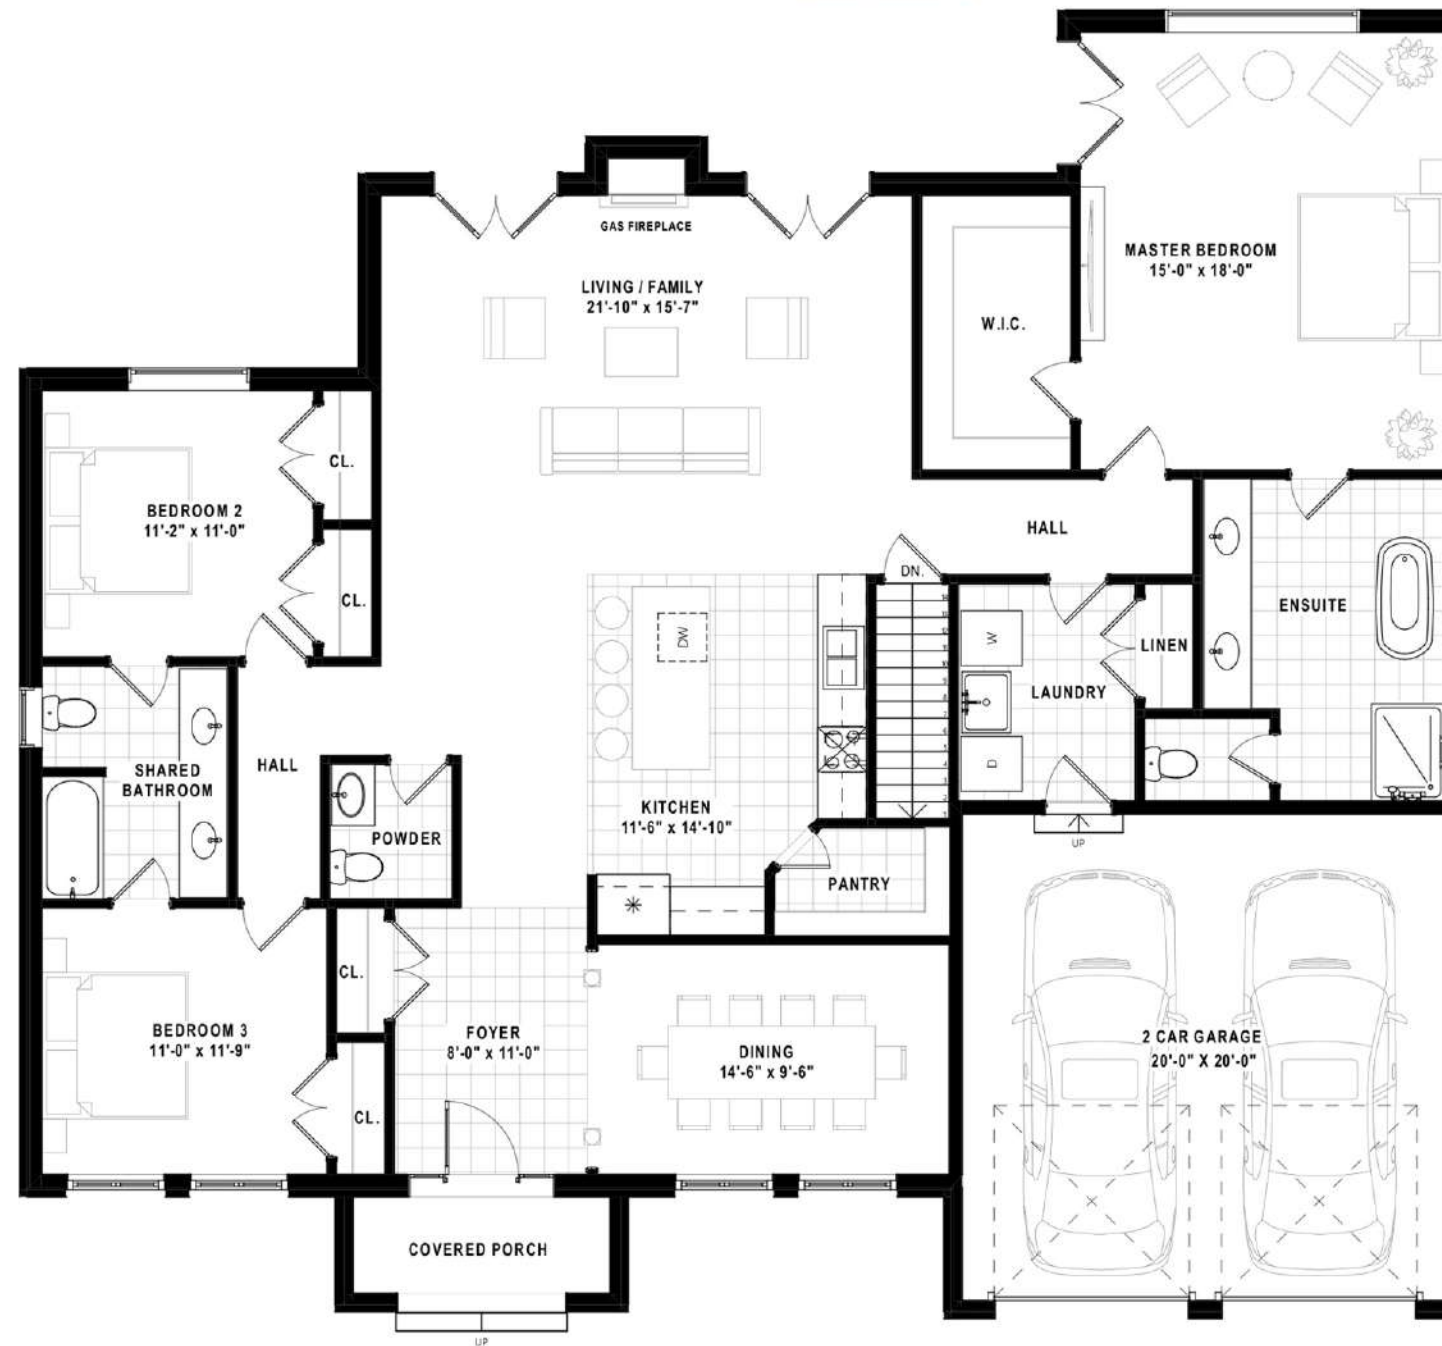 GAS FIREPLACE
LIVING / FAMILY
21'-10" x 15'-7"
MASTER BEDROOM
15'-0" x 18'-0"
W.I.C.
CL.
BEDROOM 2
11'-2" x 11'-0"
CL.
HALL
DN.
DW
W
LINEN
ENSUITE
LAUNDRY
SHARED
BATHROOM
HALL
D
KITCHEN
11'-6" x 14'-10"
POWDER
UP
PANTRY
CL.
BEDROOM 3
11'-0" x 11'-9"
FOYER
8'-0" x 11'-0"
DINING
14'-6" x 9'-6"
2 CAR GARAGE
20'-0" X 20'-0"
CL.
COVERED PORCH
UP